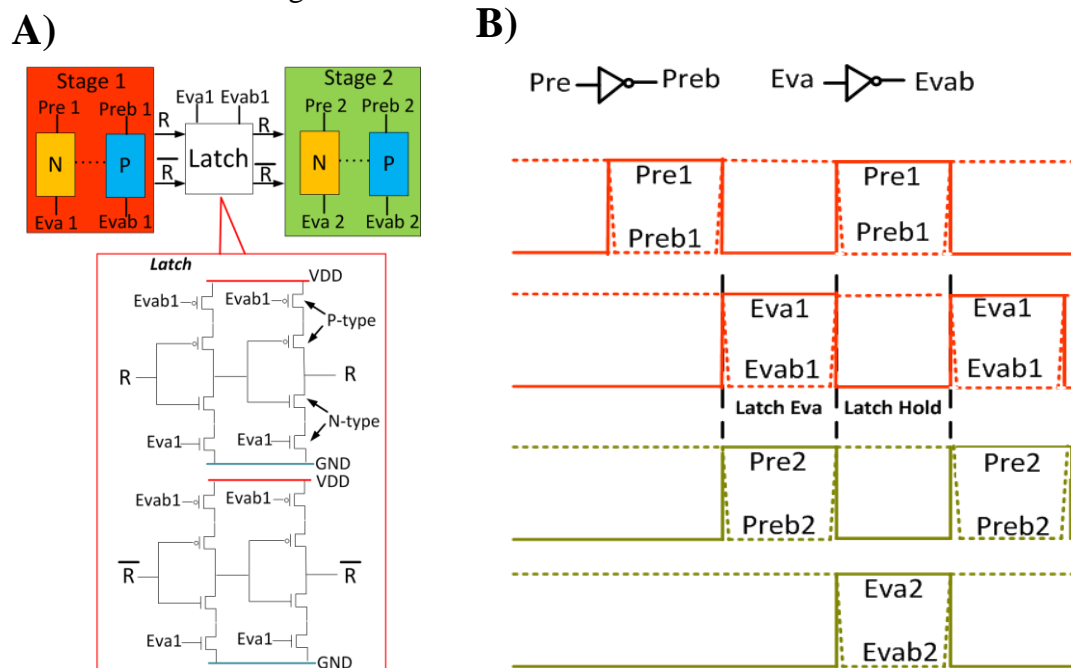 A)
Stage 1
Pre 1 Preb 1
N P
Eva 1 Evab 1
R
R
Eva1 Evab1
Latch
R
R
Stage 2
Pre 2 Preb 2
N P
Eva 2 Evab 2
Latch
VDD
Evab1 Evab1
P-type
R R
N-type
Eva1 Eva1
GND
VDD
Evab1 Evab1
R R
Eva1 Eva1
GND
B)
Pre Preb Eva Evab
Pre1 Pre1
Preb1 Preb1
Eva1 Eva1
Evab1 Evab1
Latch Eva Latch Hold
Pre2 Pre2
Preb2 Preb2
Eva2
Evab2